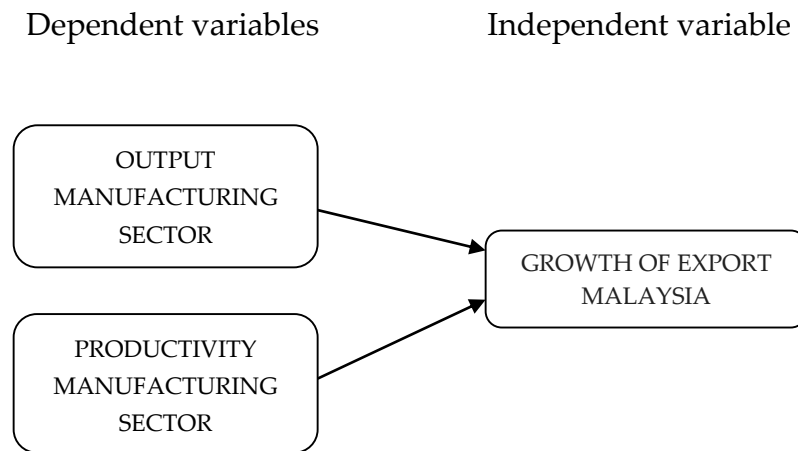 Dependent variables
Independent variable
OUTPUT
MANUFACTURING
SECTOR
GROWTH OF EXPORT
MALAYSIA
PRODUCTIVITY
MANUFACTURING
SECTOR